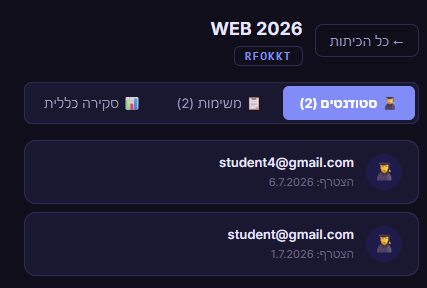 ← כל הכיתות
WEB 2026
RFOKKT
סטודנטים (2)
משימות (2)
סקירה כללית
student4@gmail.com
הצטרף: 6.7.2026
student@gmail.com
הצטרף: 1.7.2026